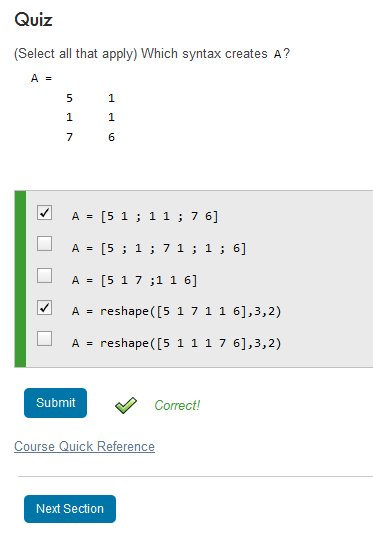 Quiz
(Select all that apply) Which syntax creates A?
A =
5 1
1 1
7 6
A = [5 1 ; 1 1 ; 7 6]
A = [5 ; 1 ; 7 1 ; 1 ; 6]
A = [5 1 7 ;1 1 6]
A = reshape([5 1 7 1 1 6],3,2)
A = reshape([5 1 1 1 7 6],3,2)
Submit Correct!
Course Quick Reference
Next Section